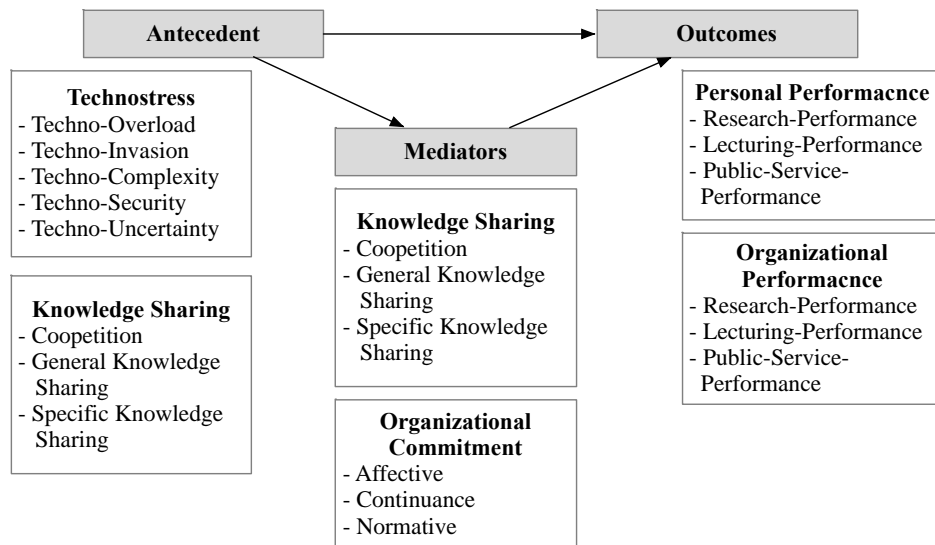 Antecedent
Outcomes
Technostress
- Techno-Overload
- Techno-Invasion
- Techno-Complexity
- Techno-Security
- Techno-Uncertainty
Knowledge Sharing
- Coopetition
- General Knowledge
Sharing
- Specific Knowledge
Sharing
Mediators
Knowledge Sharing
- Coopetition
- General Knowledge
Sharing
- Specific Knowledge
Sharing
Organizational
Commitment
- Affective
- Continuance
- Normative
Personal Performacnce
- Research-Performance
- Lecturing-Performance
- Public-Service-
Performance
Organizational
Performacnce
- Research-Performance
- Lecturing-Performance
- Public-Service-
Performance